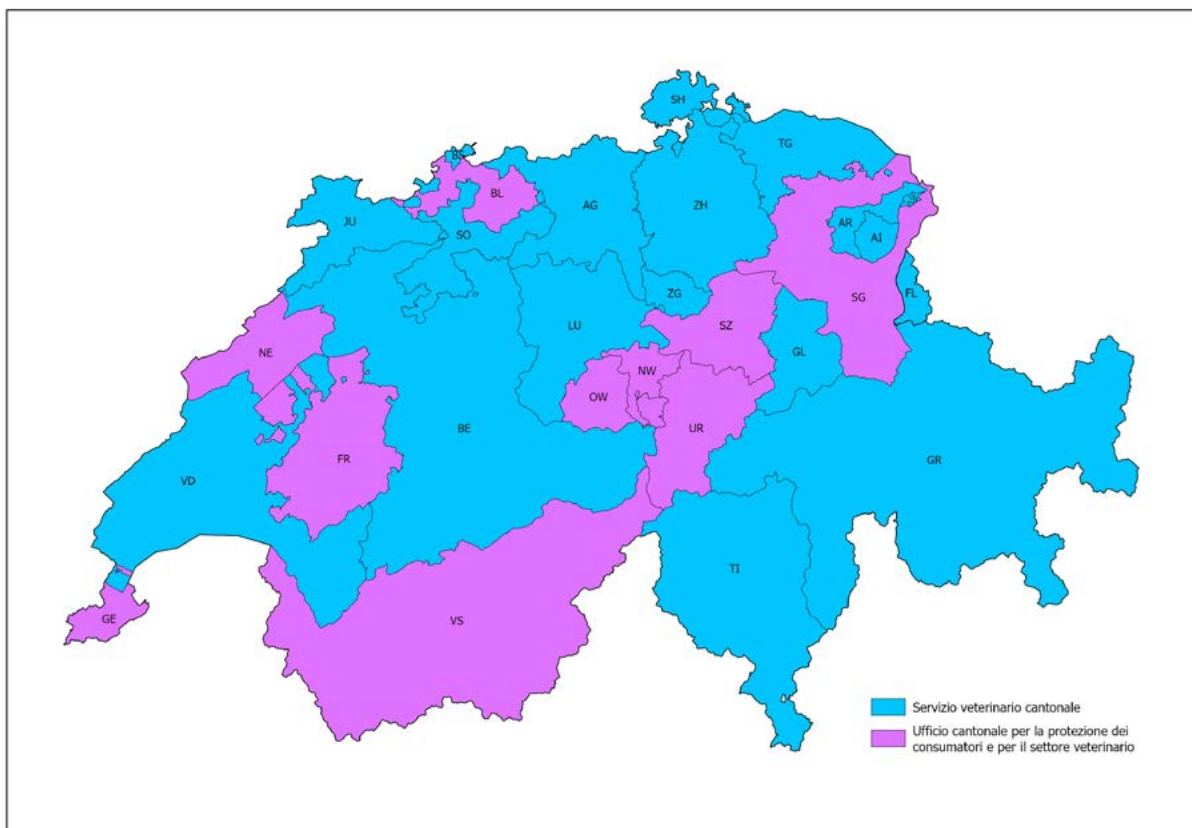 SH
TG
BS
BL
AG
ZH
JU
SO
AR
AI
ZG
SG
FL
LU
SZ
GL
NE
NW
OW
UR
BE
GR
FR
VD
TI
GE
VS
Servizio veterinario cantonale
Ufficio cantonale per la protezione dei
consumatori e per il settore veterinario